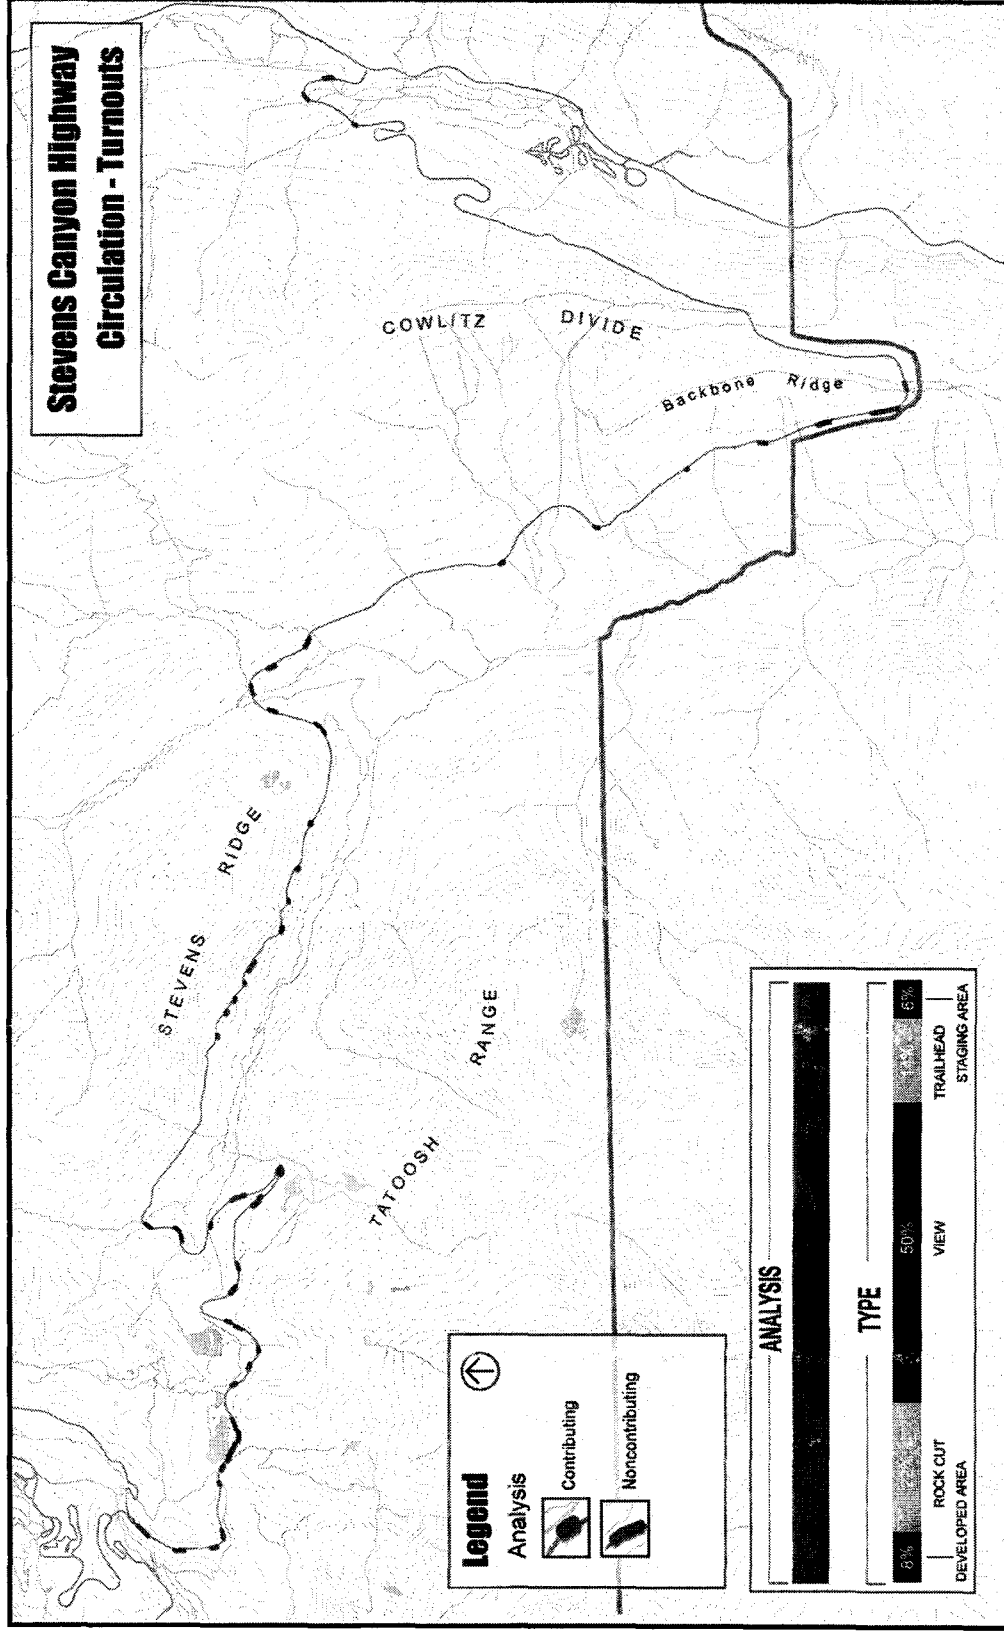 Stevens Canyon Highway
Circulation - Turnouts
COWLITZ
DIVIDE
Backbone Ridge
STEVENS
RIDGE
TATOOSH
RANGE
Legend
Analysis
Contributing
Noncontributing
ANALYSIS
TYPE
8%
50%
6%
ROCK CUT
VIEW
TRAILHEAD
DEVELOPED AREA
STAGING AREA